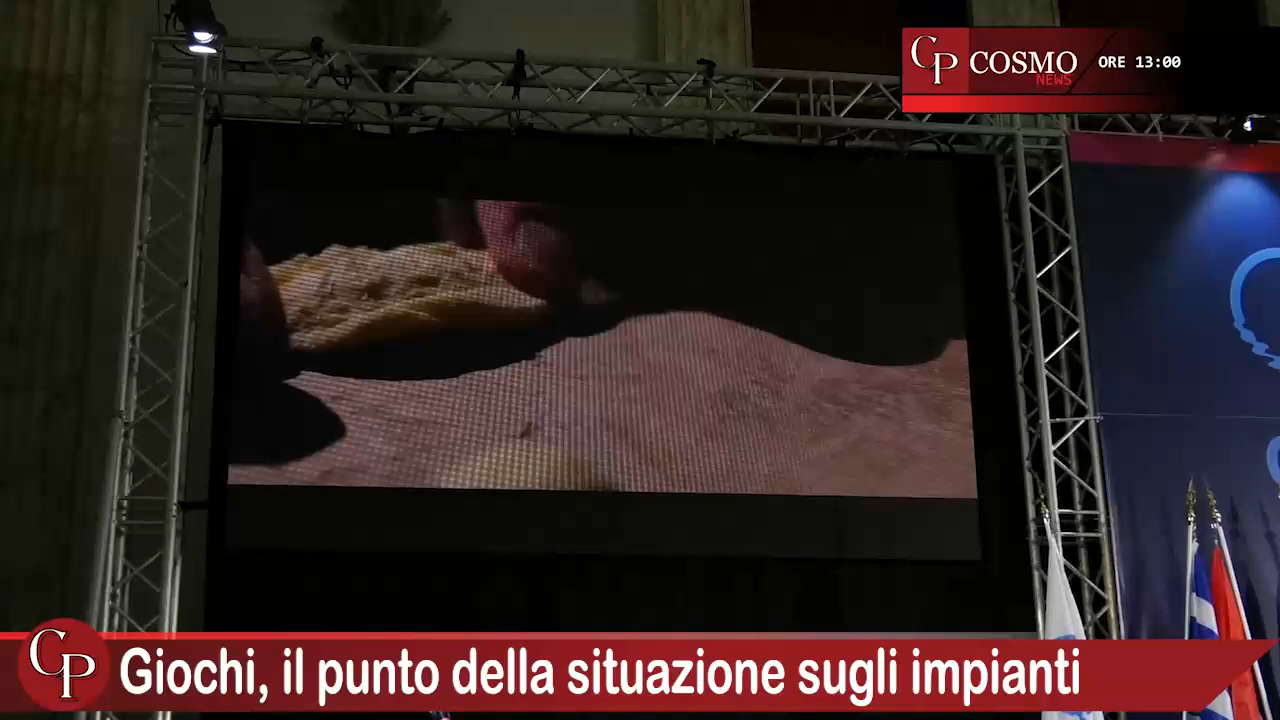 CP COSMO NEWS ORE 13:00
CP Giochi, il punto della situazione sugli impianti